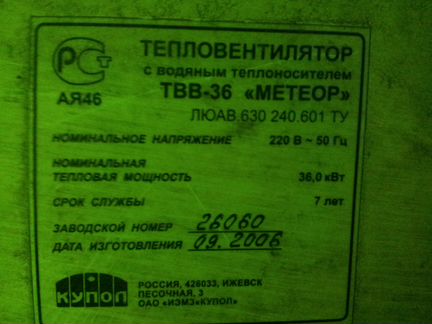 ТЕПЛОВЕНТИЛЯТОР
с водяным теплоносителем
АЯ46
ТВВ-36 «МЕТЕОР»
ЛЮАВ.630 240.601 ТУ
НОМИНАЛЬНОЕ НАПРЯЖЕНИЕ 220 В ~ 50 Гц
НОМИНАЛЬНАЯ
ТЕПЛОВАЯ МОЩНОСТЬ 36,0 кВт
СРОК СЛУЖБЫ 7 лет
ЗАВОДСКОЙ НОМЕР 26060
ДАТА ИЗГОТОВЛЕНИЯ 09.2006
КУПОЛ
РОССИЯ, 426033, ИЖЕВСК
ПЕСОЧНАЯ, 3
ОАО «ИЭМЗ«КУПОЛ»